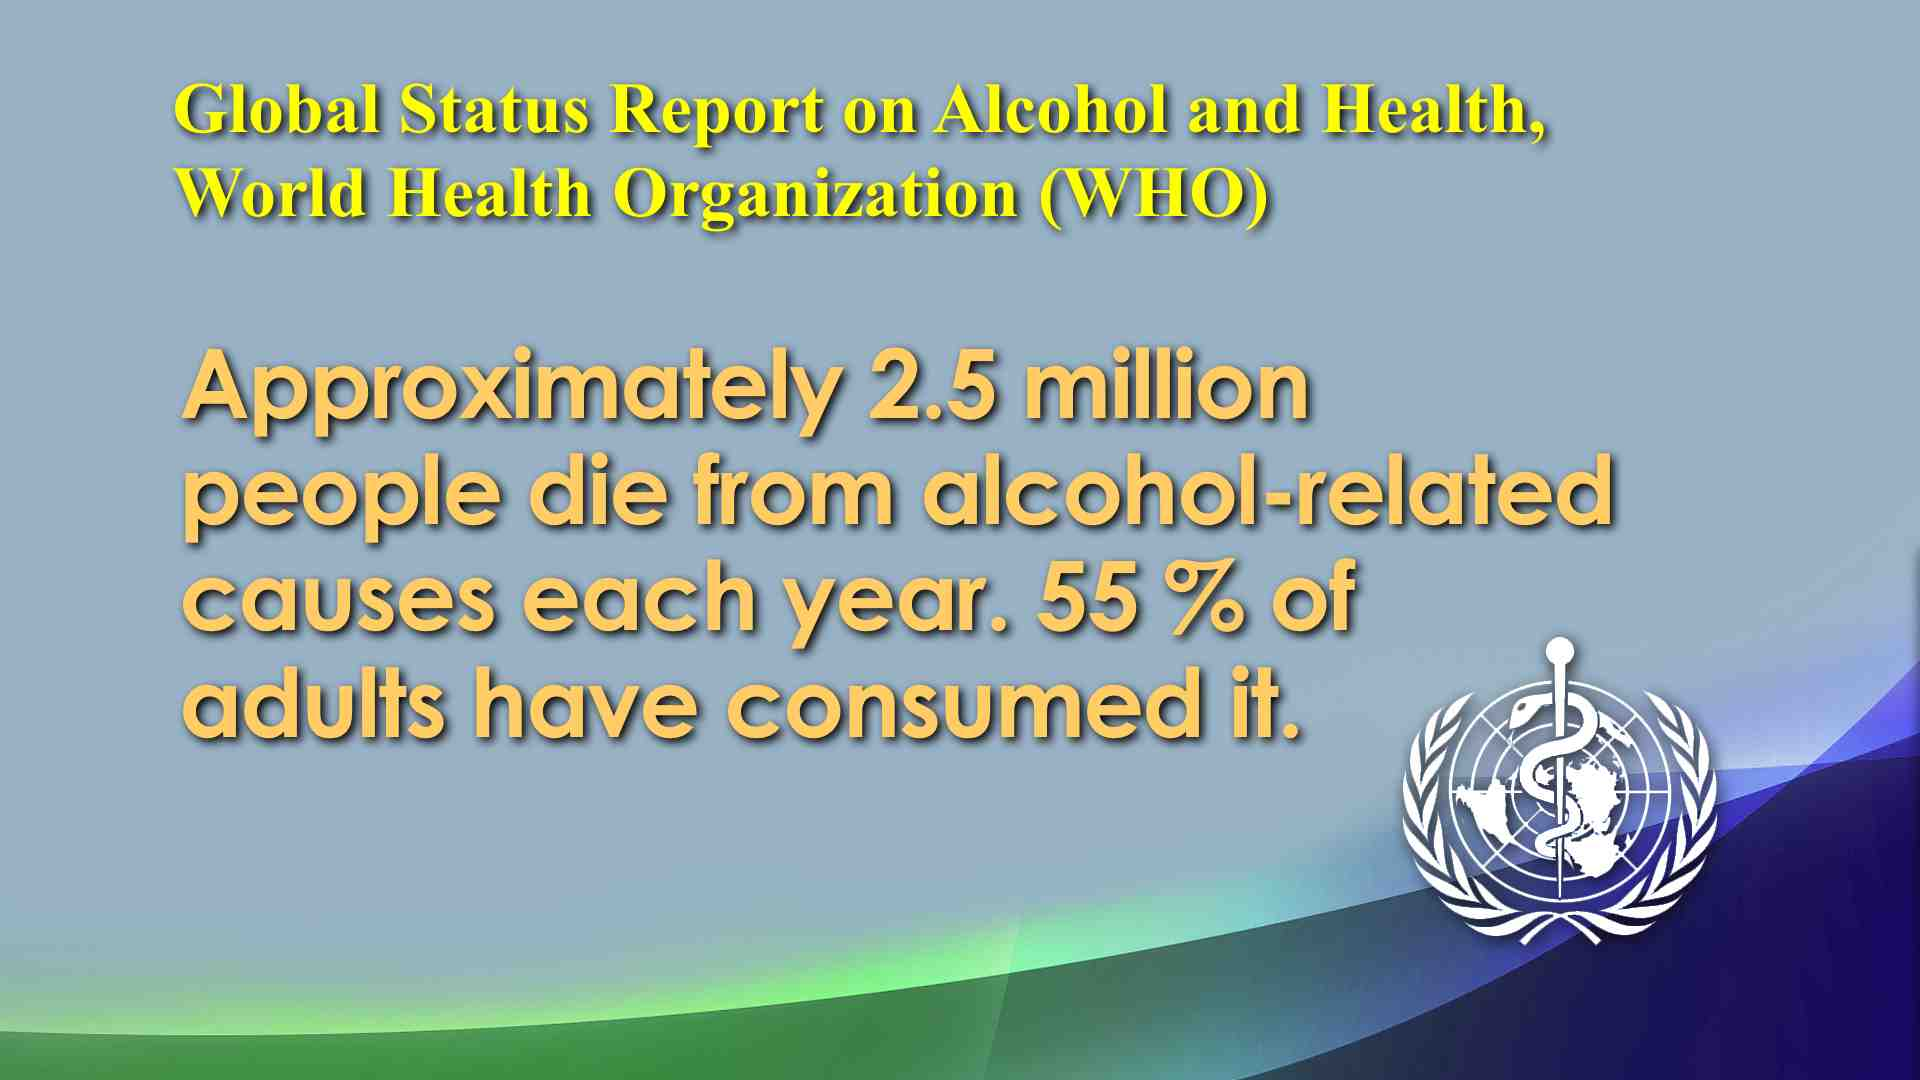 Global Status Report on Alcohol and Health,
World Health Organization (WHO)
Approximately 2.5 million
people die from alcohol-related
causes each year. 55 % of
adults have consumed it.